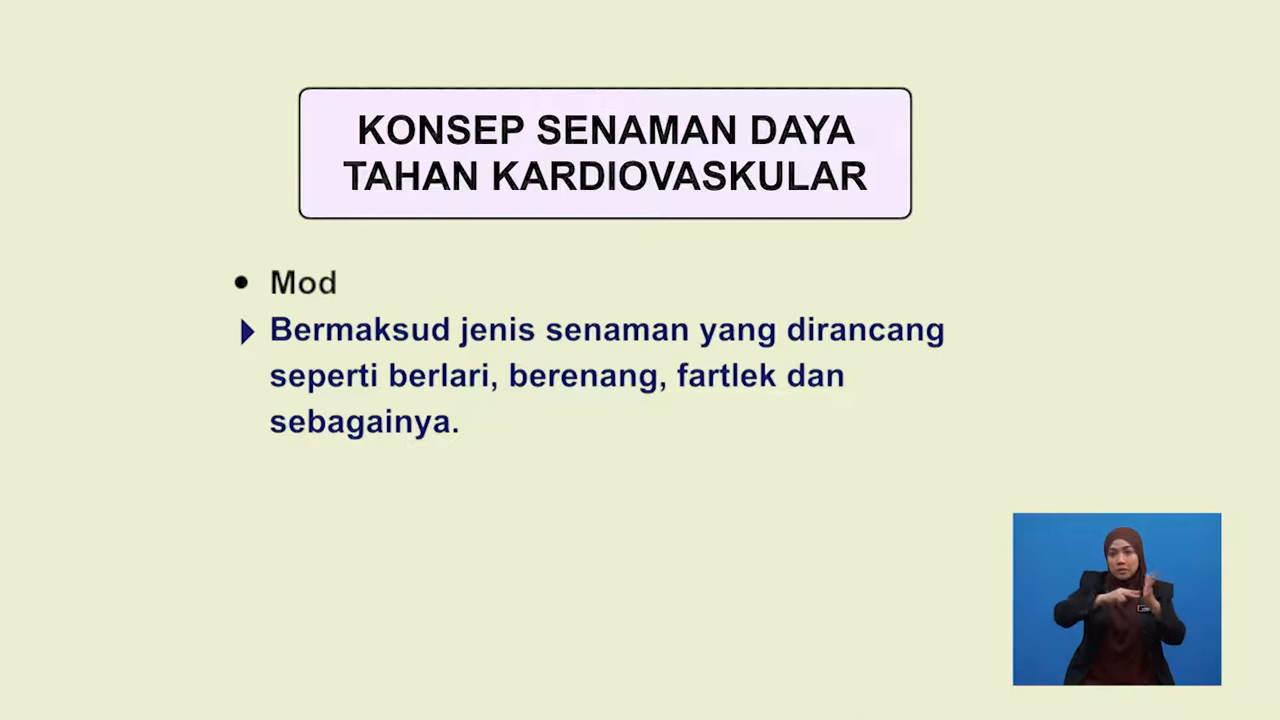 KONSEP SENAMAN DAYA
TAHAN KARDIOVASKULAR
• Mod
Bermaksud jenis senaman yang dirancang
seperti berlari, berenang, fartlek dan
sebagainya.